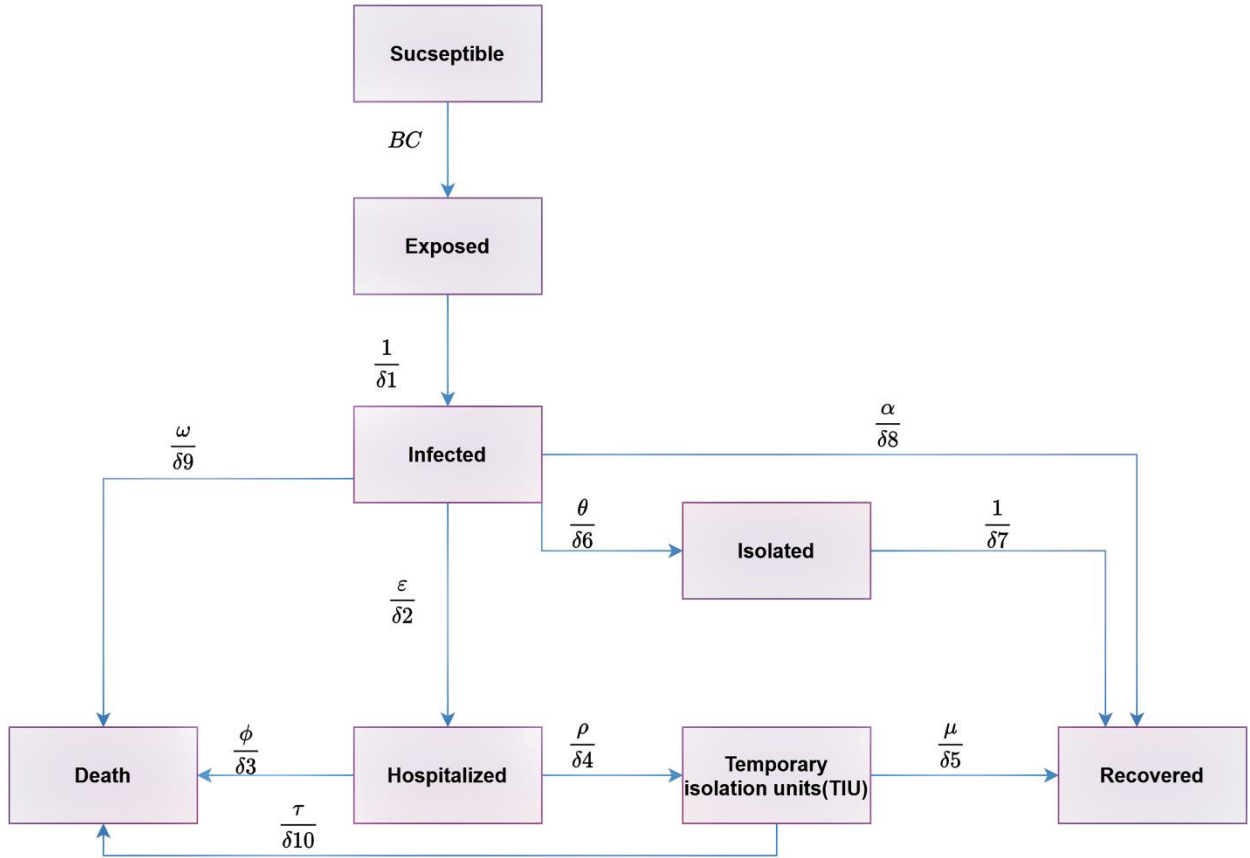 Sucseptible
BC
Exposed
1
δ1
Infected
α
δ8
ω
δ9
θ
δ6
Isolated
1
δ7
ε
δ2
Death
ϕ
δ3
Hospitalized
ρ
δ4
Temporary
isolation units(TIU)
μ
δ5
Recovered
τ
δ10